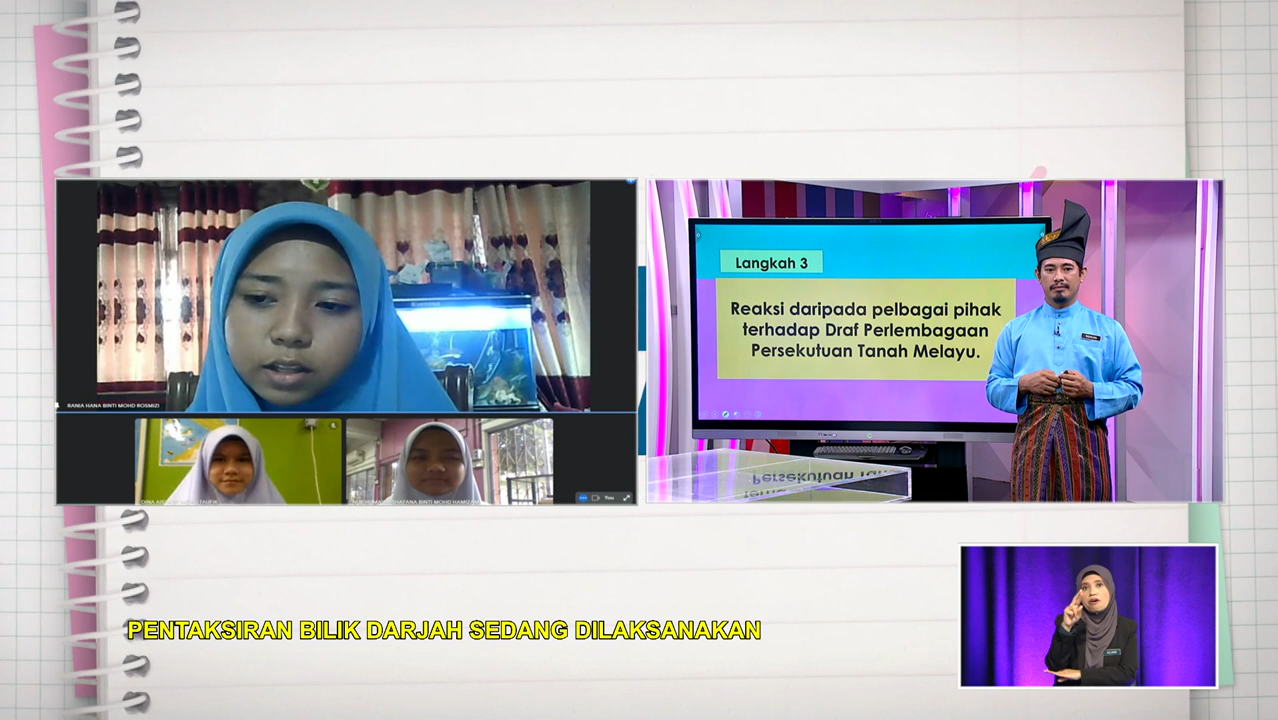 RANIA HANA BINTI MOHD ROSMIZI
You
Langkah 3
Reaksi daripada pelbagai pihak
terhadap Draf Perlembagaan
Persekutuan Tanah Melayu.
PENTAKSIRAN BILIK DARJAH SEDANG DILAKSANAKAN